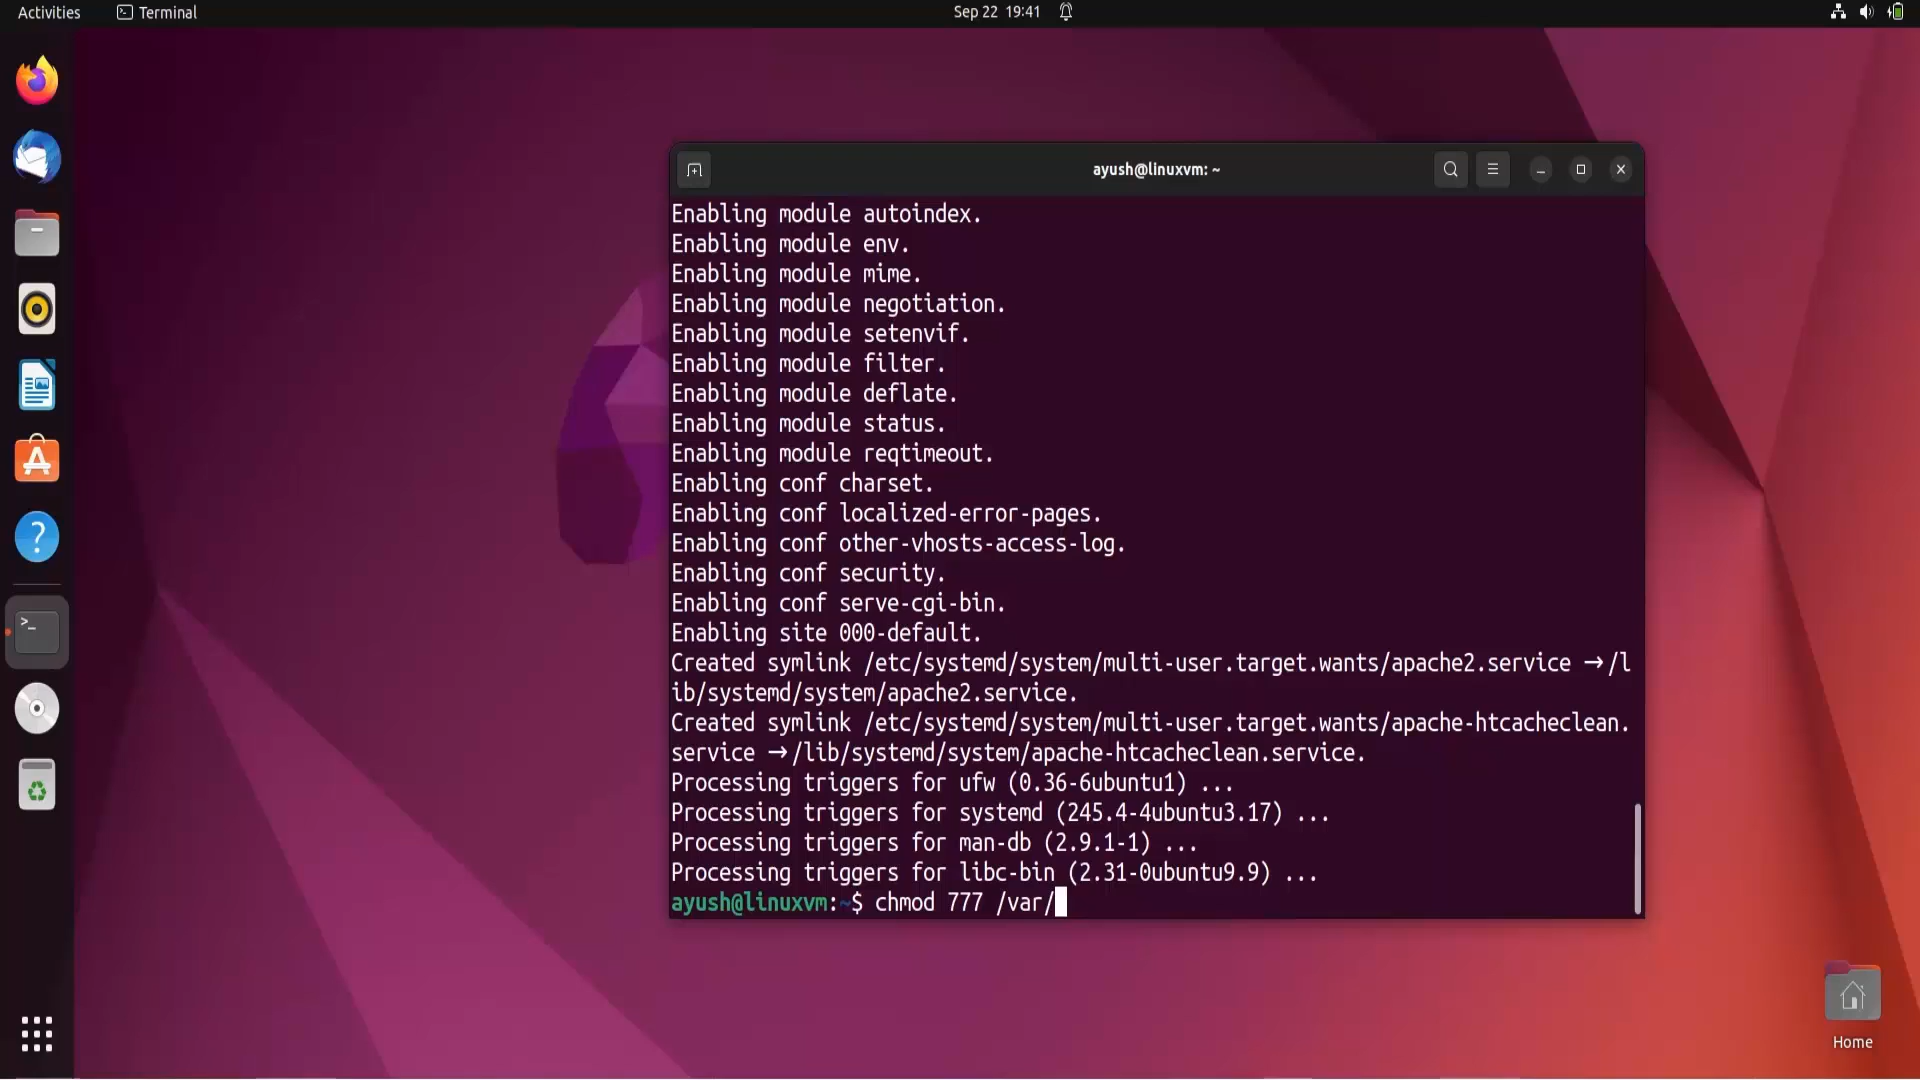 Activities Terminal Sep 22 19:41
ayush@linuxvm: ~
Enabling module autoindex.
Enabling module env.
Enabling module mime.
Enabling module negotiation.
Enabling module setenvif.
Enabling module filter.
Enabling module deflate.
Enabling module status.
Enabling module reqtimeout.
Enabling conf charset.
Enabling conf localized-error-pages.
Enabling conf other-vhosts-access-log.
Enabling conf security.
Enabling conf serve-cgi-bin.
Enabling site 000-default.
Created symlink /etc/systemd/system/multi-user.target.wants/apache2.service → /l
ib/systemd/system/apache2.service.
Created symlink /etc/systemd/system/multi-user.target.wants/apache-htcacheclean.
service → /lib/systemd/system/apache-htcacheclean.service.
Processing triggers for ufw (0.36-6ubuntu1) ...
Processing triggers for systemd (245.4-4ubuntu3.17) ...
Processing triggers for man-db (2.9.1-1) ...
Processing triggers for libc-bin (2.31-0ubuntu9.9) ...
ayush@linuxvm:~$ chmod 777 /var/
Home